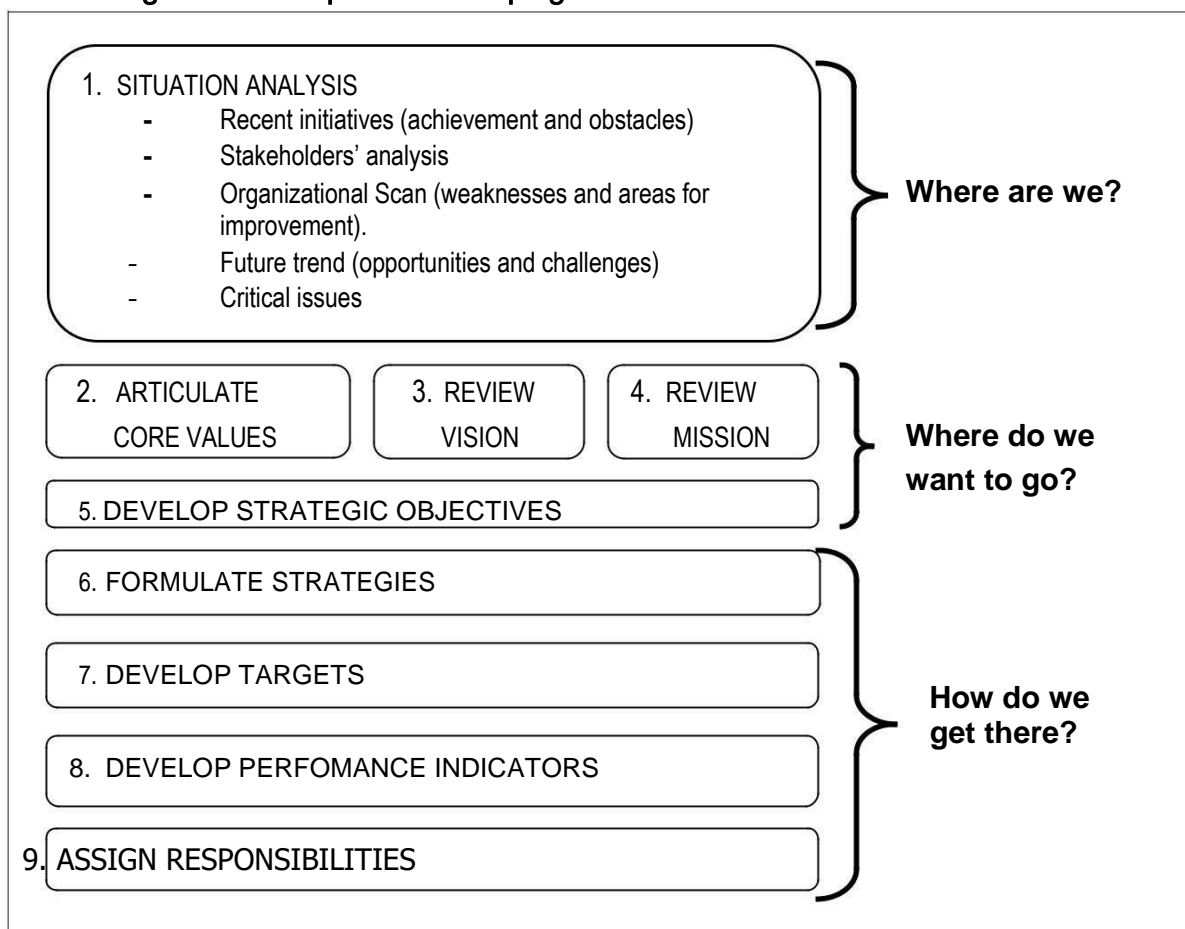 1. SITUATION ANALYSIS
- Recent initiatives (achievement and obstacles)
- Stakeholders’ analysis
- Organizational Scan (weaknesses and areas for
improvement).
- Future trend (opportunities and challenges)
- Critical issues
Where are we?
2. ARTICULATE
CORE VALUES
3. REVIEW
VISION
4. REVIEW
MISSION
5. DEVELOP STRATEGIC OBJECTIVES
Where do we
want to go?
6. FORMULATE STRATEGIES
7. DEVELOP TARGETS
8. DEVELOP PERFOMANCE INDICATORS
9. ASSIGN RESPONSIBILITIES
How do we
get there?